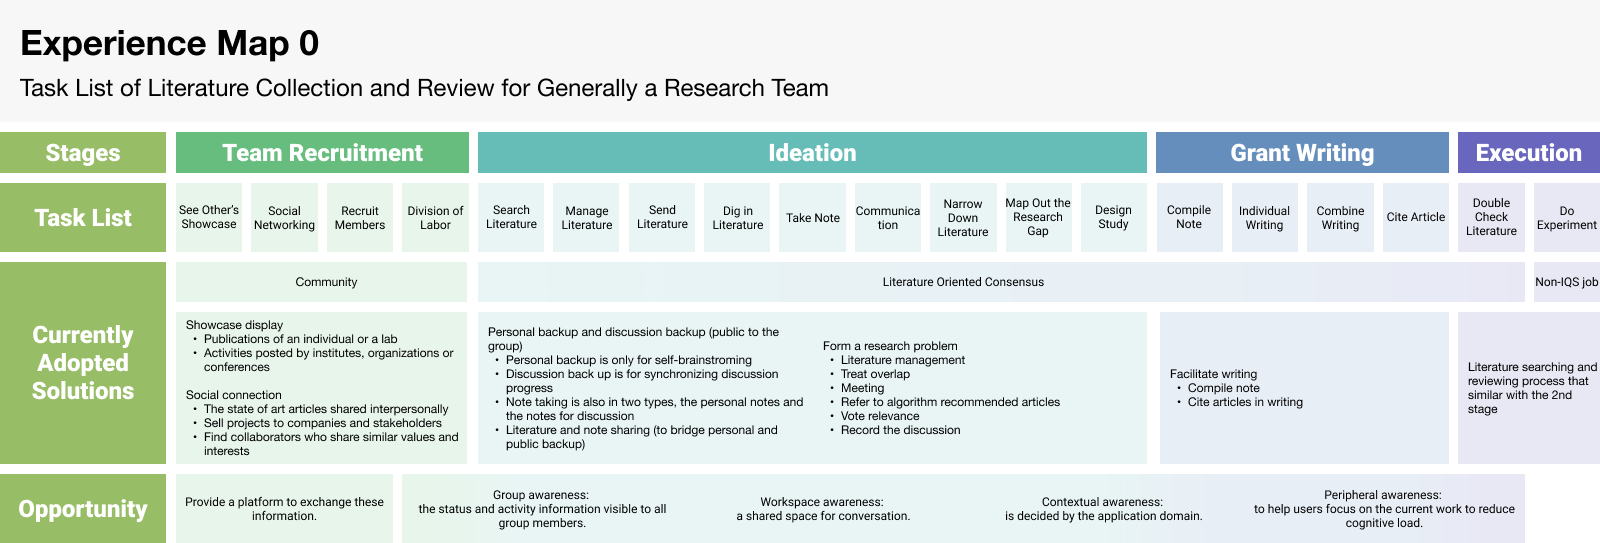 Experience Map 0
Task List of Literature Collection and Review for Generally a Research Team
Stages
Team Recruitment
Ideation
Grant Writing
Execution
Task List
See Other's
Showcase
Social
Networking
Recruit
Members
Division of
Labor
Search
Literature
Manage
Literature
Send
Literature
Dig in
Literature
Take Note
Communica
tion
Narrow
Down
Literature
Map Out the
Research
Gap
Design
Study
Compile
Note
Individual
Writing
Combine
Writing
Cite Article
Double
Check
Literature
Do
Experiment
Currently
Adopted
Solutions
Community
Literature Oriented Consensus
Non-IQS job
Showcase display
• Publications of an individual or a lab
• Activities posted by institutes, organizations or
conferences
Social connection
• The state of art articles shared interpersonally
• Sell projects to companies and stakeholders
• Find collaborators who share similar values and
interests
Personal backup and discussion backup (public to the
group)
• Personal backup is only for self-brainstroming
• Discussion back up is for synchronizing discussion
progress
• Note taking is also in two types, the personal notes and
the notes for discussion
• Literature and note sharing (to bridge personal and
public backup)
Form a research problem
• Literature management
• Treat overlap
• Meeting
• Refer to algorithm recommended articles
• Vote relevance
• Record the discussion
Facilitate writing
• Compile note
• Cite articles in writing
Literature searching and
reviewing process that
similar with the 2nd
stage
Opportunity
Provide a platform to exchange these
information.
Group awareness:
the status and activity information visible to all
group members.
Workspace awareness:
a shared space for conversation.
Contextual awareness:
is decided by the application domain.
Peripheral awareness:
to help users focus on the current work to reduce
cognitive load.